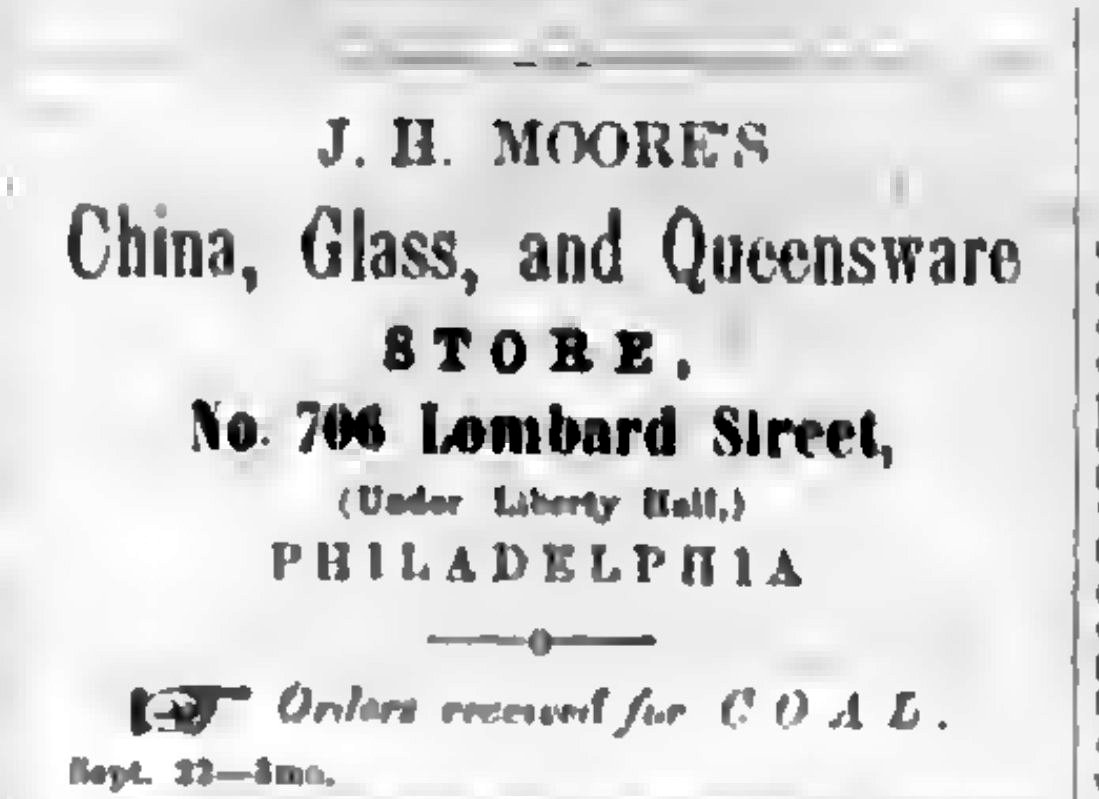 J. H. MOORE'S
China, Glass, and Queensware
STORE,
No. 706 Lombard Street,
(Under Liberty Hall,)
PHILADELPHIA
Orders received for COAL.
Sept. 22—3mo.